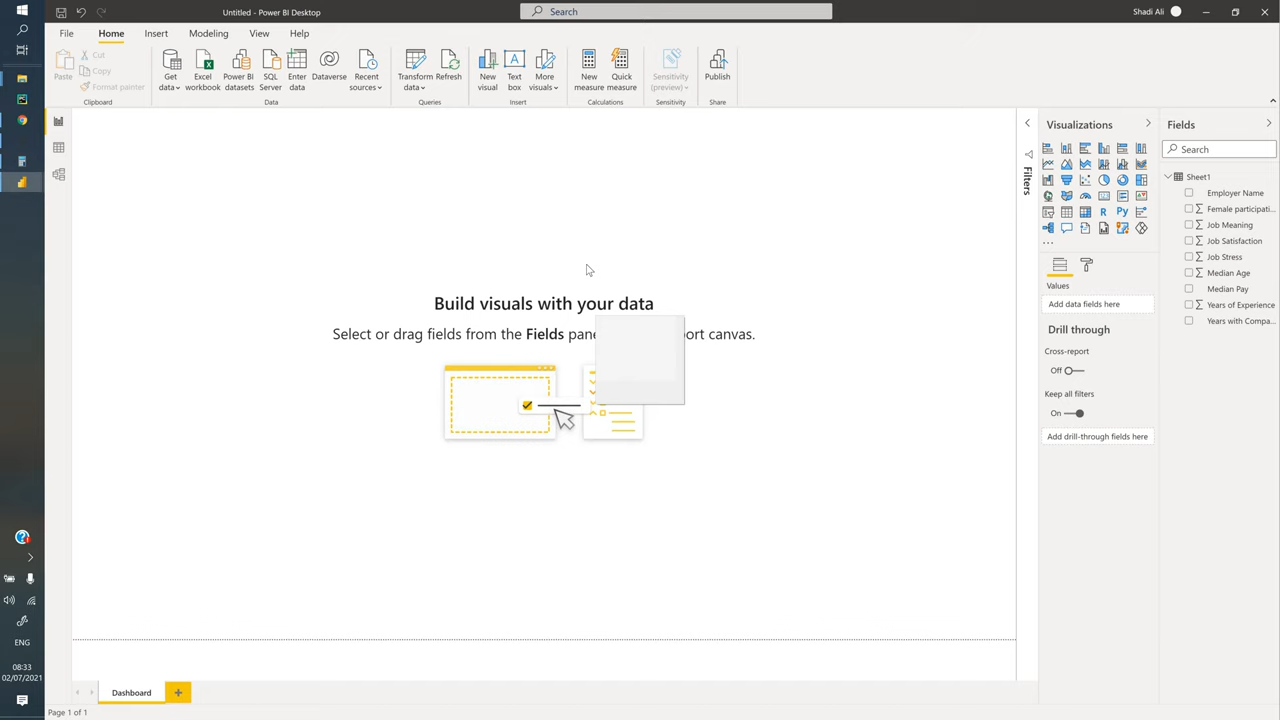 Untitled - Power BI Desktop
Search
Shadi Ali
File Home Insert Modeling View Help
Paste
Cut
Copy
Format painter
Clipboard
Get data
Excel workbook
Power BI datasets
SQL Server
Enter data
Dataverse
Recent sources
Data
Transform data
Refresh
Queries
New visual
Text box
More visuals
Insert
New measure
Quick measure
Calculations
Sensitivity (preview)
Sensitivity
Publish
Share
Build visuals with your data
Select or drag fields from the Fields pane ort canvas.
Filters
Visualizations
R
Py
Values
Add data fields here
Drill through
Cross-report
Off
Keep all filters
On
Add drill-through fields here
Fields
Search
Sheet1
Employer Name
Female participati...
Job Meaning
Job Satisfaction
Job Stress
Median Age
Median Pay
Years of Experience
Years with Compa...
ENG
08:33
02/07/2021
Dashboard
Page 1 of 1